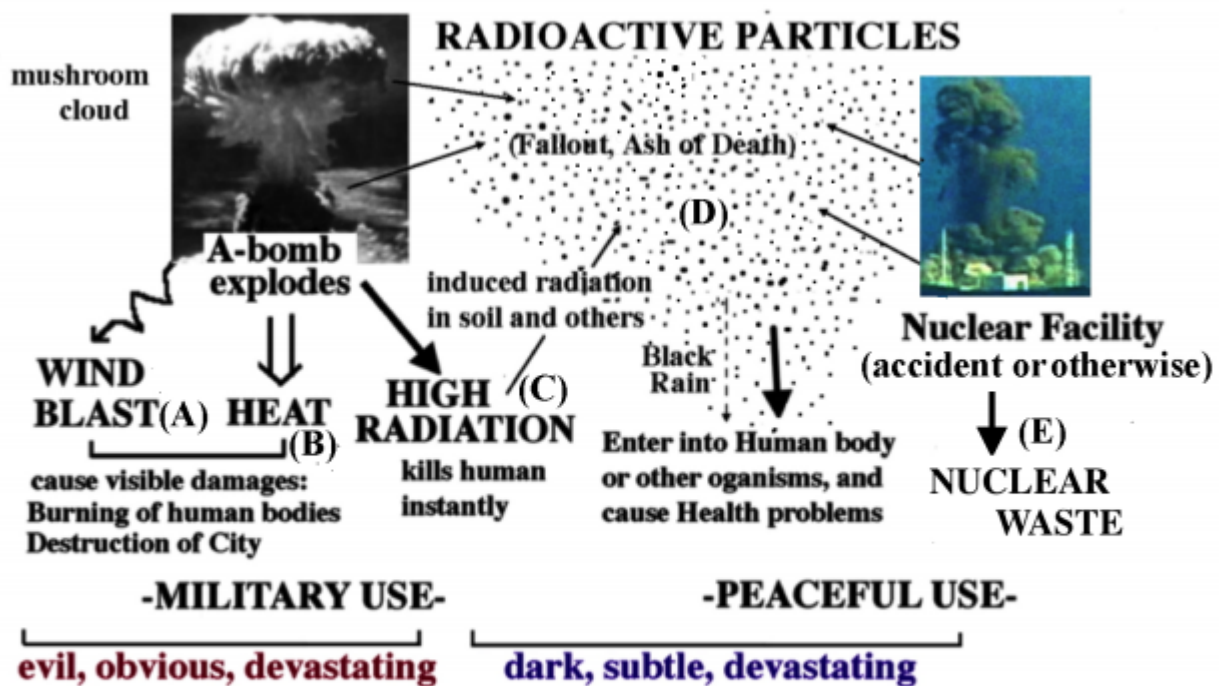 RADIOACTIVE PARTICLES
mushroom
cloud
(Fallout, Ash of Death)
(D)
A-bomb
explodes
induced radiation
in soil and others
Nuclear Facility
(accident or otherwise)
WIND
BLAST(A)
HEAT
(B)
HIGH
RADIATION
(C)
Black
Rain
(E)
NUCLEAR
WASTE
cause visible damages:
Burning of human bodies
Destruction of City
kills human
instantly
Enter into Human body
or other oganisms, and
cause Health problems
-MILITARY USE-
-PEACEFUL USE-
evil, obvious, devastating
dark, subtle, devastating